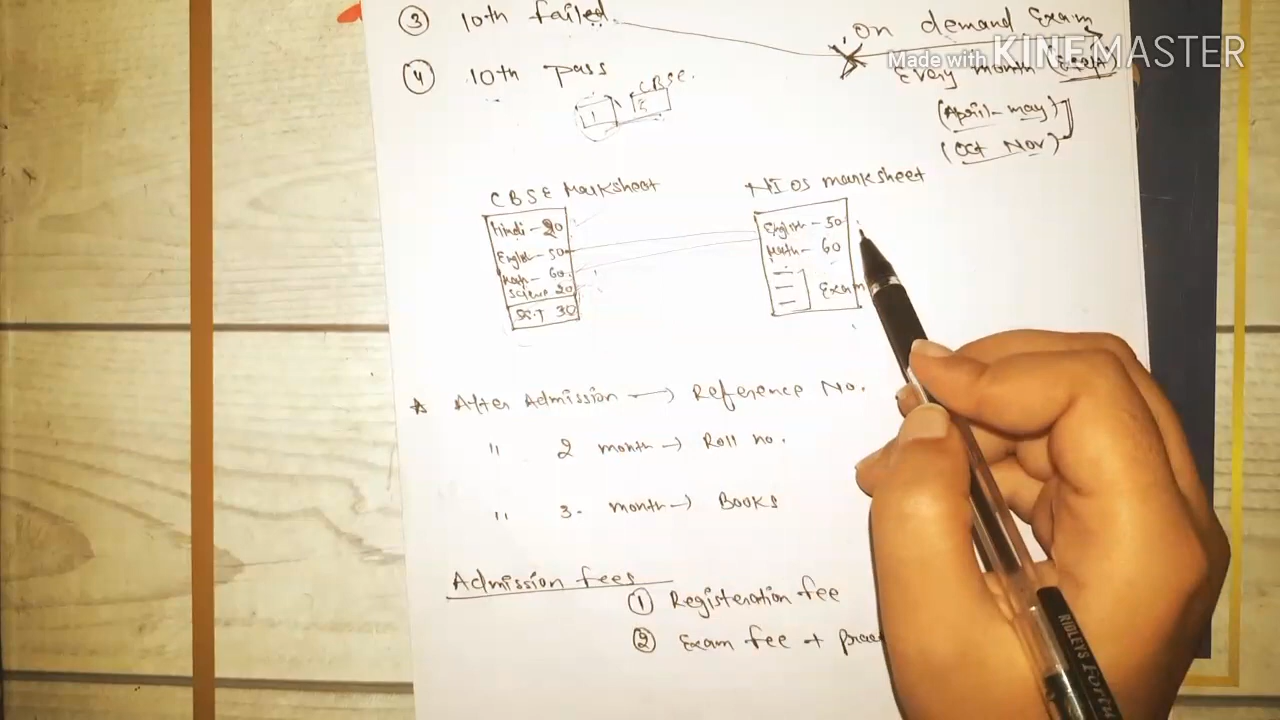 ③ 10th failed
on demand Exam
Made with KINEMASTER
④ 10th pass
Every month
CBSE
1
(April - may)
(Oct Nov)
CBSE Marksheet
NIOS marksheet
hindi - 20
English - 50
English - 50
Math - 60
Math - 60
Science 20
Exam
S.S.T 30
After Admission → Reference No.
" 2 month → Roll no.
" 3. month → Books
Admission fees
① Registeration fee
② Exam fee +
RIDLEYS